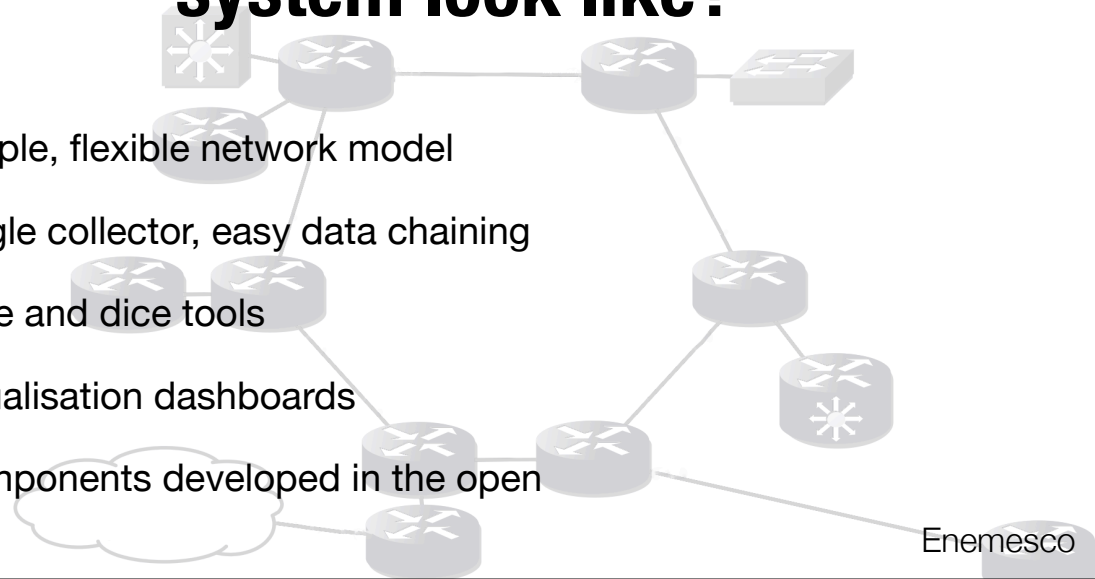 system look like?
ple, flexible network model
gle collector, easy data chaining
e and dice tools
alisation dashboards
mponents developed in the open
Enemesco